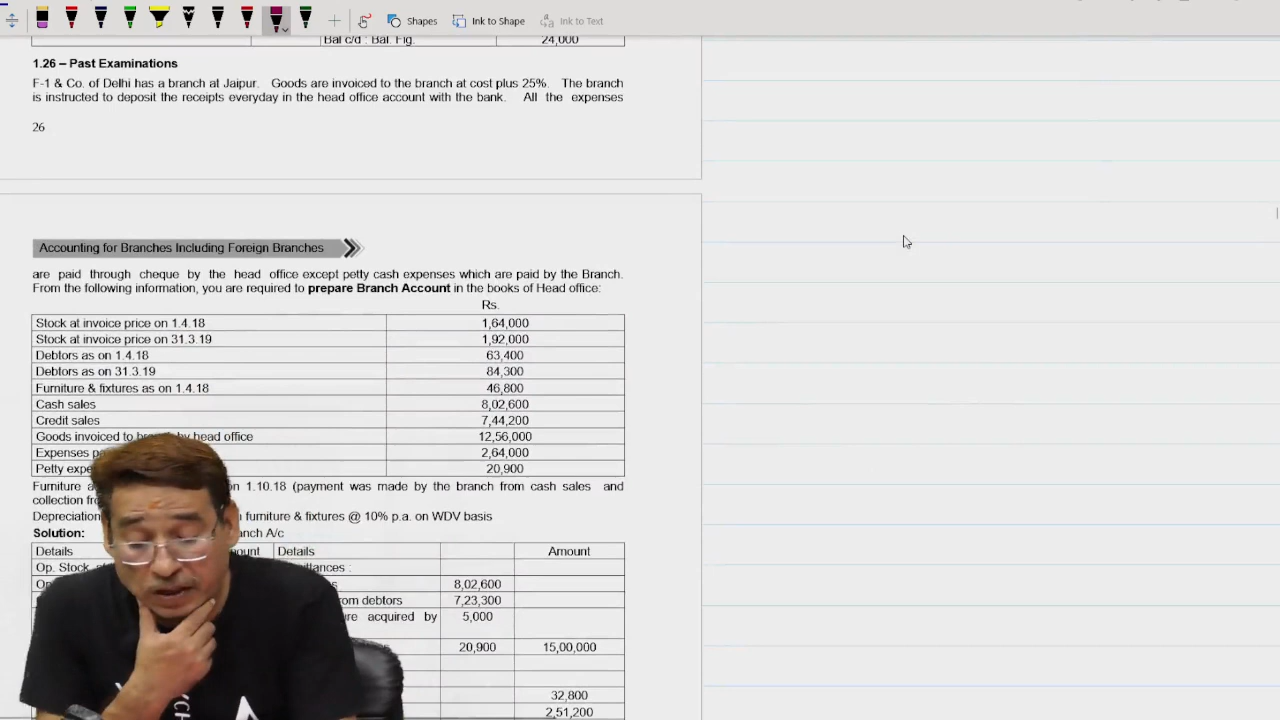 Shapes
Ink to Shape
Ink to Text
Bal c/d : Bal. Fig. 24,000
1.26 – Past Examinations
F-1 & Co. of Delhi has a branch at Jaipur. Goods are invoiced to the branch at cost plus 25%. The branch
is instructed to deposit the receipts everyday in the head office account with the bank. All the expenses
26
Accounting for Branches Including Foreign Branches
are paid through cheque by the head office except petty cash expenses which are paid by the Branch.
From the following information, you are required to prepare Branch Account in the books of Head office:
Rs.
Stock at invoice price on 1.4.18 1,64,000
Stock at invoice price on 31.3.19 1,92,000
Debtors as on 1.4.18 63,400
Debtors as on 31.3.19 84,300
Furniture & fixtures as on 1.4.18 46,800
Cash sales 8,02,600
Credit sales 7,44,200
Goods invoiced to by head office 12,56,000
Expenses 2,64,000
Petty 20,900
Furniture on 1.10.18 (payment was made by the branch from cash sales and
collection
Depreciation furniture & fixtures @ 10% p.a. on WDV basis
Solution: A/c
Details Details Amount
Op. Stock :
8,02,600
from debtors 7,23,300
acquired by 5,000
20,900 15,00,000
32,800
2,51,200